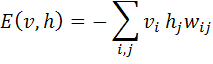 E(v,h) = − ∑_{i,j} v_i h_j w_{ij}